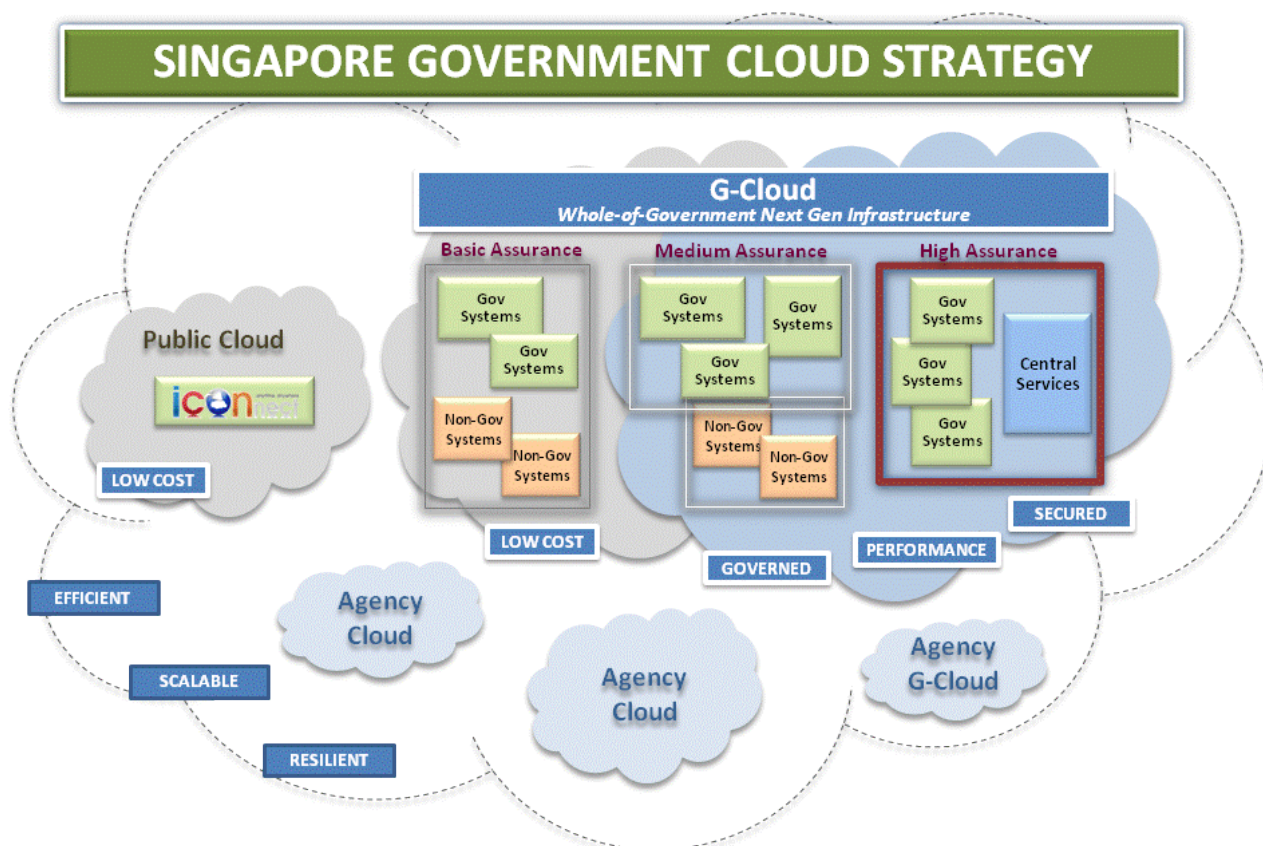 SINGAPORE GOVERNMENT CLOUD STRATEGY
G-Cloud
Whole-of-Government Next Gen Infrastructure
Basic Assurance
Medium Assurance
High Assurance
Gov
Systems
Gov
Systems
Non-Gov
Systems
Non-Gov
Systems
Gov
Systems
Gov
Systems
Gov
Systems
Non-Gov
Systems
Non-Gov
Systems
Gov
Systems
Gov
Systems
Gov
Systems
Central
Services
Public Cloud
iconnect
LOW COST
LOW COST
GOVERNED
PERFORMANCE
SECURED
EFFICIENT
SCALABLE
RESILIENT
Agency
Cloud
Agency
Cloud
Agency
G-Cloud